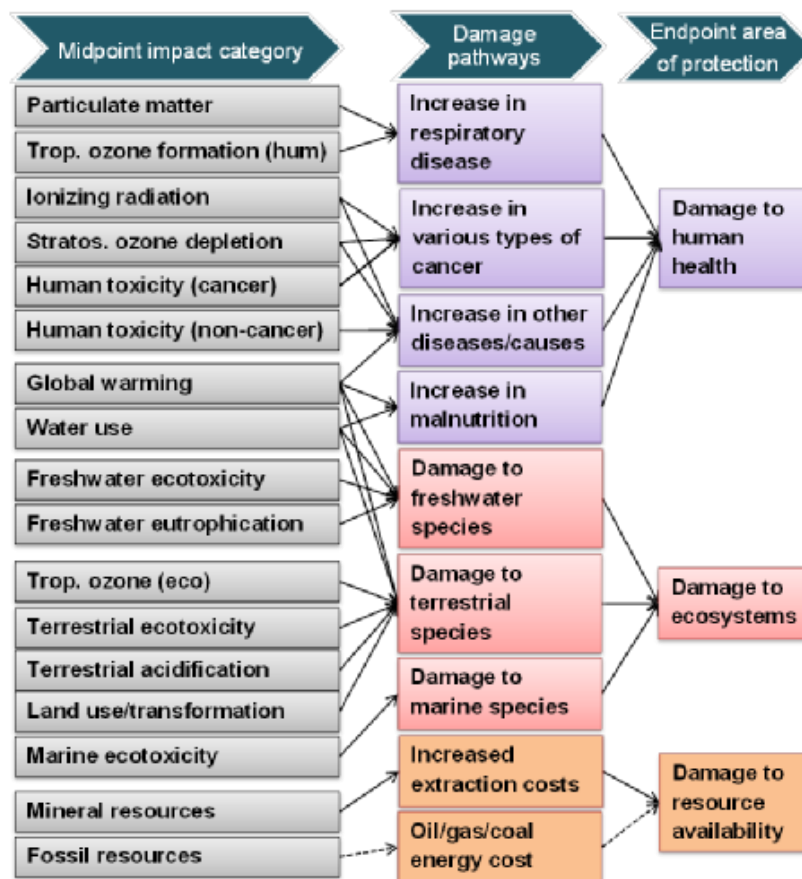 Midpoint impact category
Damage
pathways
Endpoint area
of protection
Particulate matter
Trop. ozone formation (hum)
Ionizing radiation
Stratos. ozone depletion
Human toxicity (cancer)
Human toxicity (non-cancer)
Global warming
Water use
Freshwater ecotoxicity
Freshwater eutrophication
Trop. ozone (eco)
Terrestrial ecotoxicity
Terrestrial acidification
Land use/transformation
Marine ecotoxicity
Mineral resources
Fossil resources
Increase in
respiratory
disease
Increase in
various types of
cancer
Increase in other
diseases/causes
Increase in
malnutrition
Damage to
freshwater
species
Damage to
terrestrial
species
Damage to
marine species
Increased
extraction costs
Oil/gas/coal
energy cost
Damage to
human
health
Damage to
ecosystems
Damage to
resource
availability